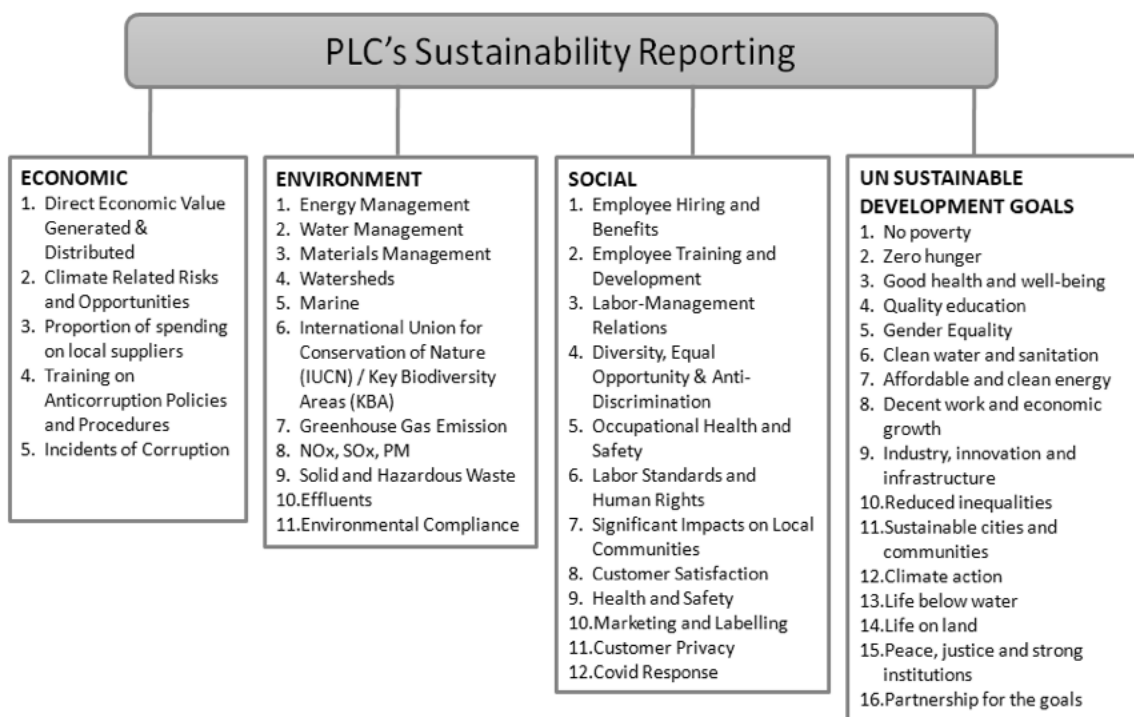 PLC's Sustainability Reporting
ECONOMIC
1. Direct Economic Value
Generated &
Distributed
2. Climate Related Risks
and Opportunities
3. Proportion of spending
on local suppliers
4. Training on
Anticorruption Policies
and Procedures
5. Incidents of Corruption
ENVIRONMENT
1. Energy Management
2. Water Management
3. Materials Management
4. Watersheds
5. Marine
6. International Union for
Conservation of Nature
(IUCN) / Key Biodiversity
Areas (KBA)
7. Greenhouse Gas Emission
8. NOx, SOx, PM
9. Solid and Hazardous Waste
10.Effluents
11.Environmental Compliance
SOCIAL
1. Employee Hiring and
Benefits
2. Employee Training and
Development
3. Labor-Management
Relations
4. Diversity, Equal
Opportunity & Anti-
Discrimination
5. Occupational Health and
Safety
6. Labor Standards and
Human Rights
7. Significant Impacts on Local
Communities
8. Customer Satisfaction
9. Health and Safety
10.Marketing and Labelling
11.Customer Privacy
12.Covid Response
UN SUSTAINABLE
DEVELOPMENT GOALS
1. No poverty
2. Zero hunger
3. Good health and well-being
4. Quality education
5. Gender Equality
6. Clean water and sanitation
7. Affordable and clean energy
8. Decent work and economic
growth
9. Industry, innovation and
infrastructure
10.Reduced inequalities
11.Sustainable cities and
communities
12.Climate action
13.Life below water
14.Life on land
15.Peace, justice and strong
institutions
16.Partnership for the goals